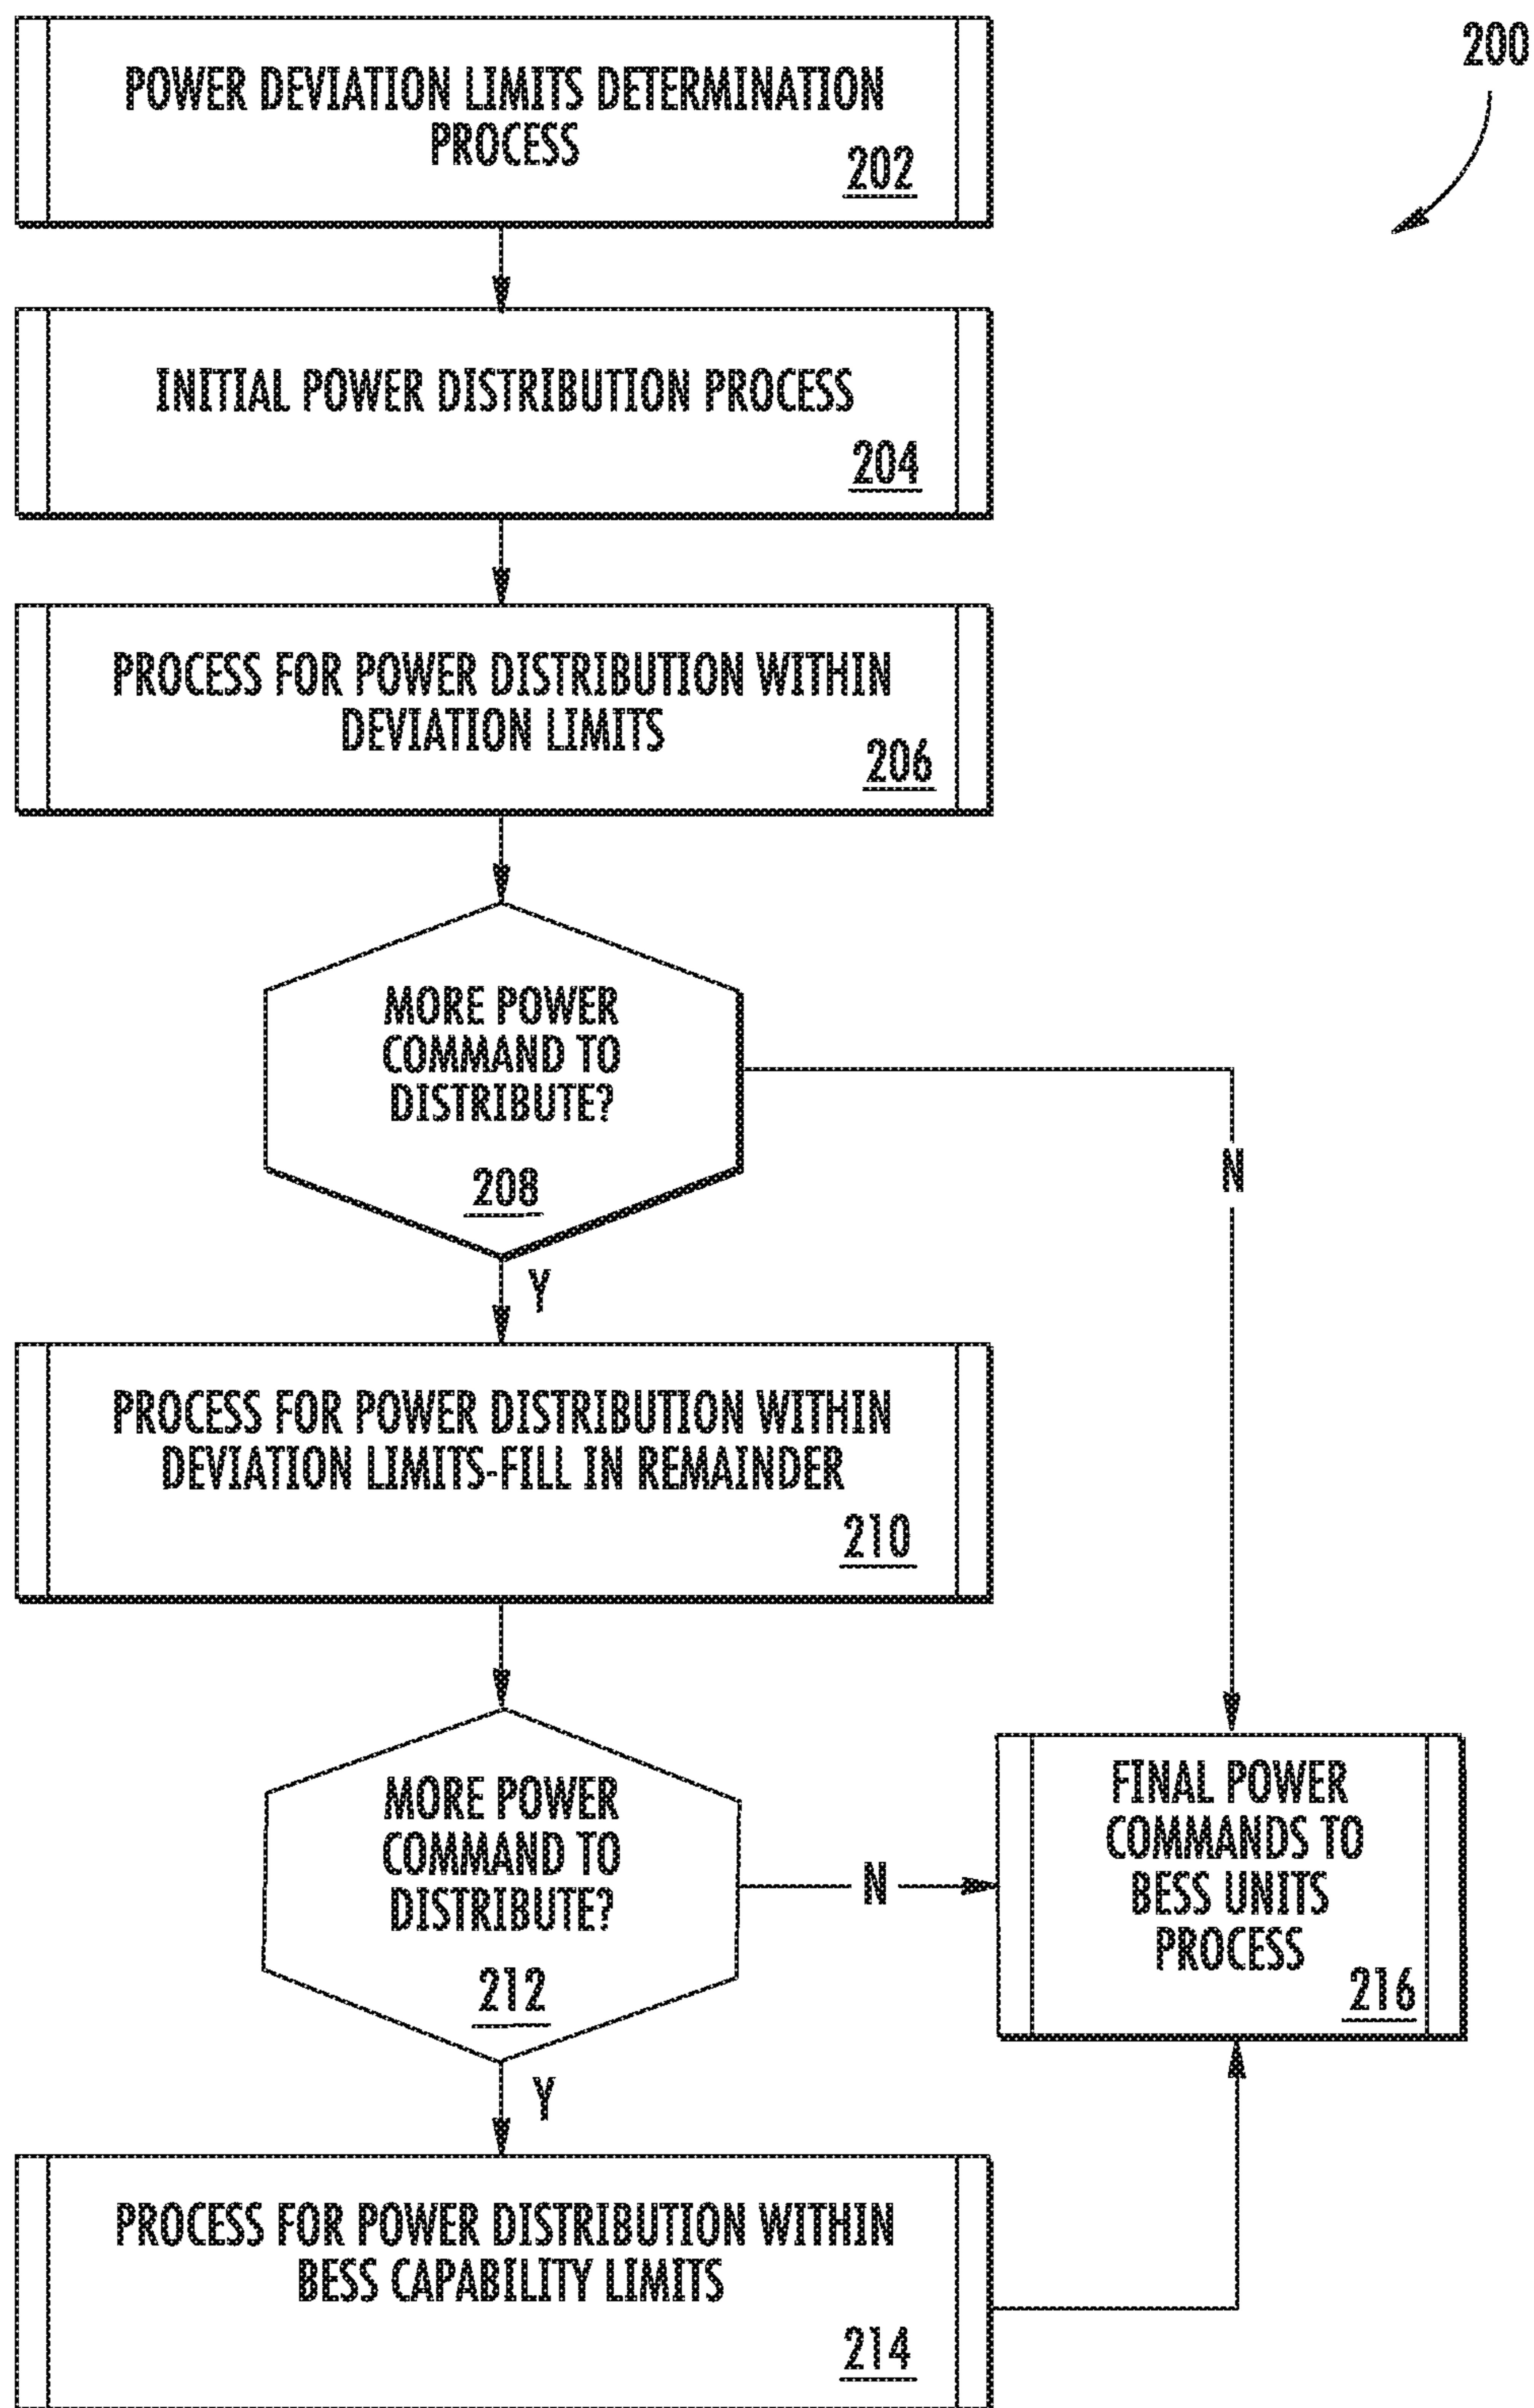 200
POWER DEVIATION LIMITS DETERMINATION
PROCESS
202
INITIAL POWER DISTRIBUTION PROCESS
204
PROCESS FOR POWER DISTRIBUTION WITHIN
DEVIATION LIMITS
206
MORE POWER
COMMAND TO
DISTRIBUTE?
208
N
Y
PROCESS FOR POWER DISTRIBUTION WITHIN
DEVIATION LIMITS-FILL IN REMAINDER
210
MORE POWER
COMMAND TO
DISTRIBUTE?
212
N
Y
FINAL POWER
COMMANDS TO
BESS UNITS
PROCESS
216
PROCESS FOR POWER DISTRIBUTION WITHIN
BESS CAPABILITY LIMITS
214